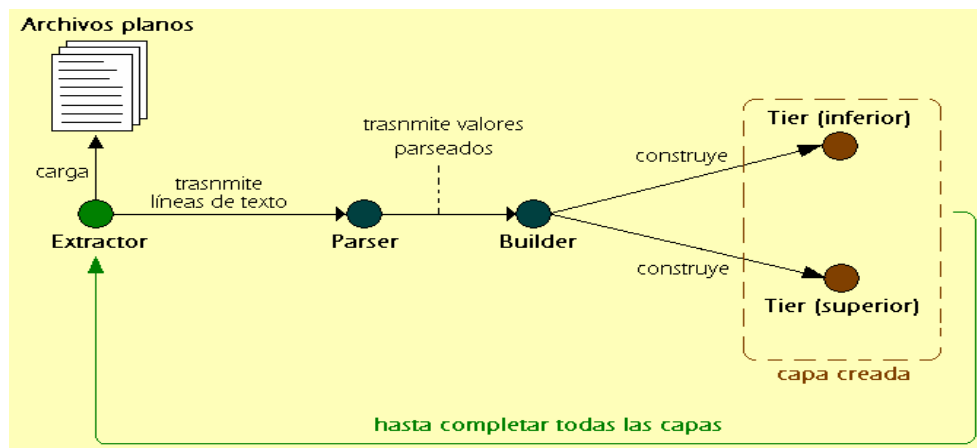 Archivos planos
carga
trasnmite
líneas de texto
trasnmite valores
parseados
construye
construye
Extractor
Parser
Builder
Tier (inferior)
Tier (superior)
capa creada
hasta completar todas las capas